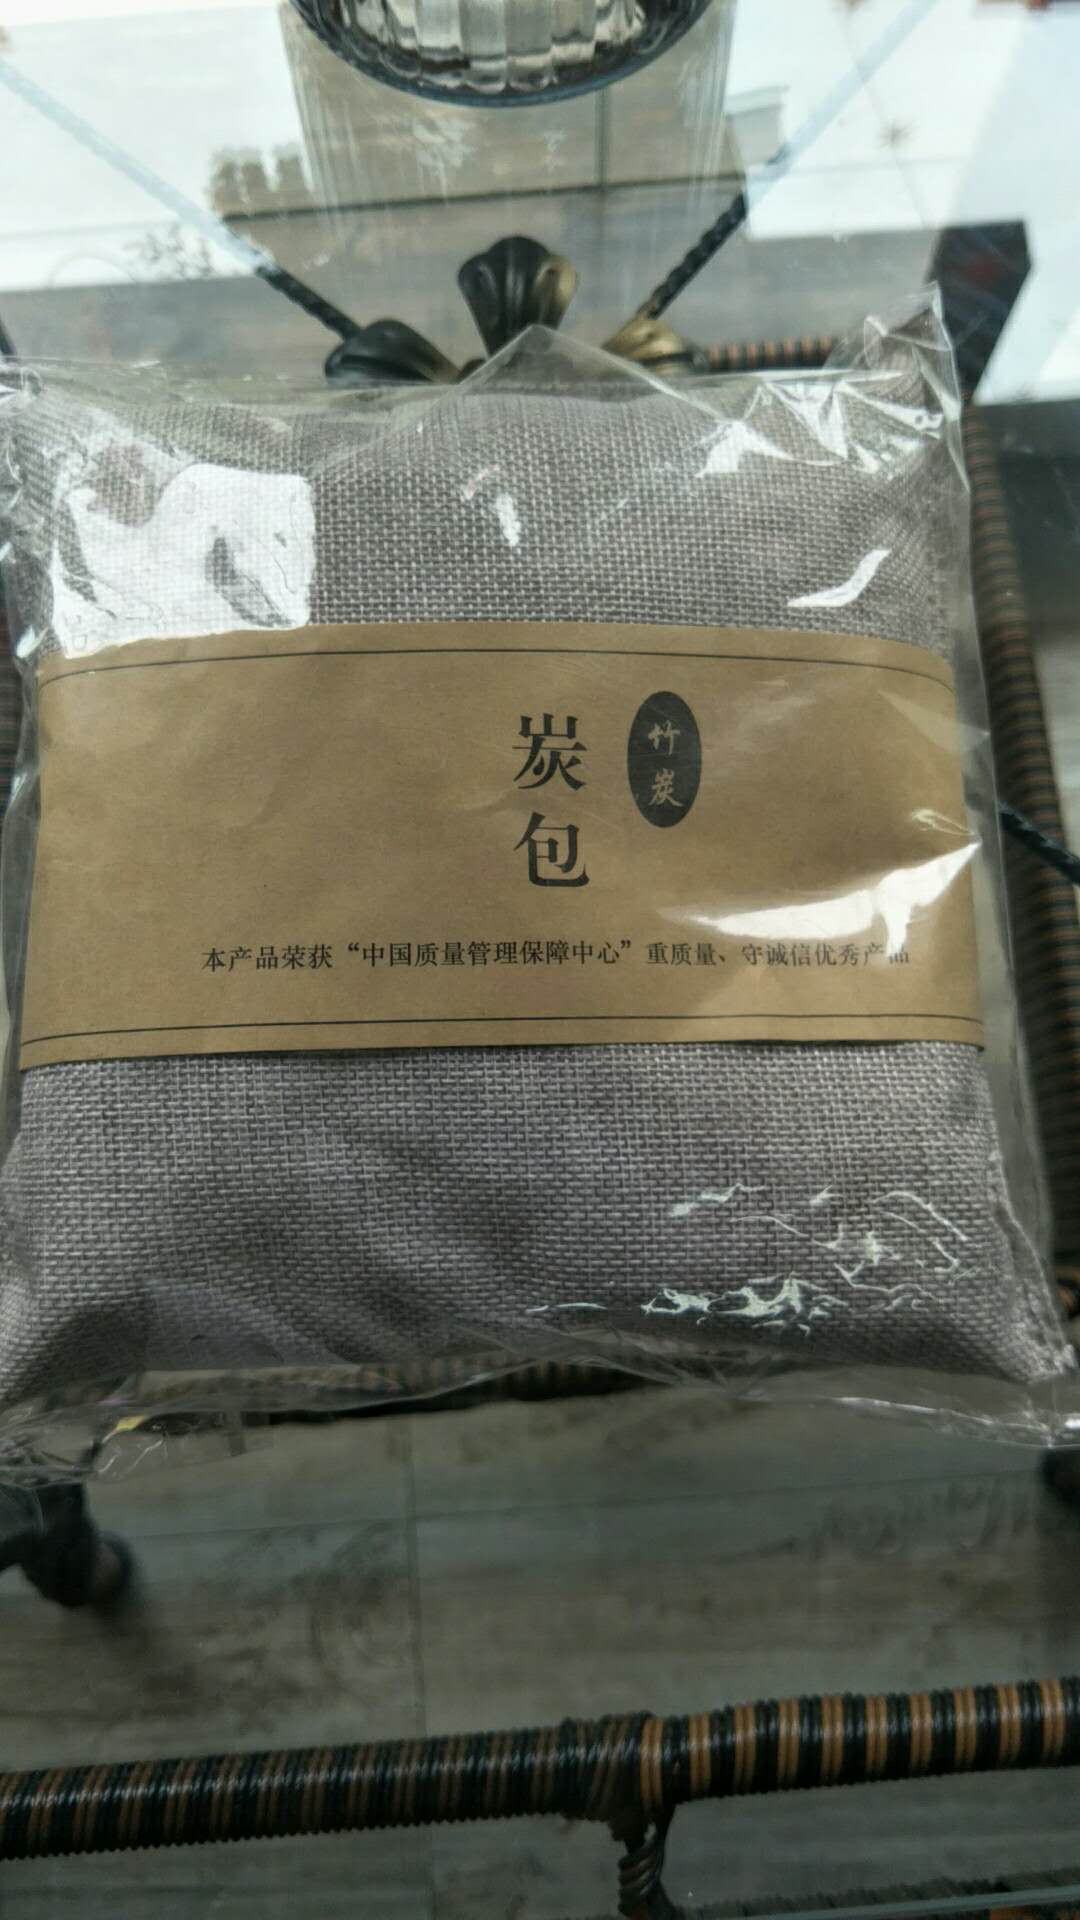 竹炭
炭包
本产品荣获“中国质量管理保障中心”重质量、守诚信优秀产品